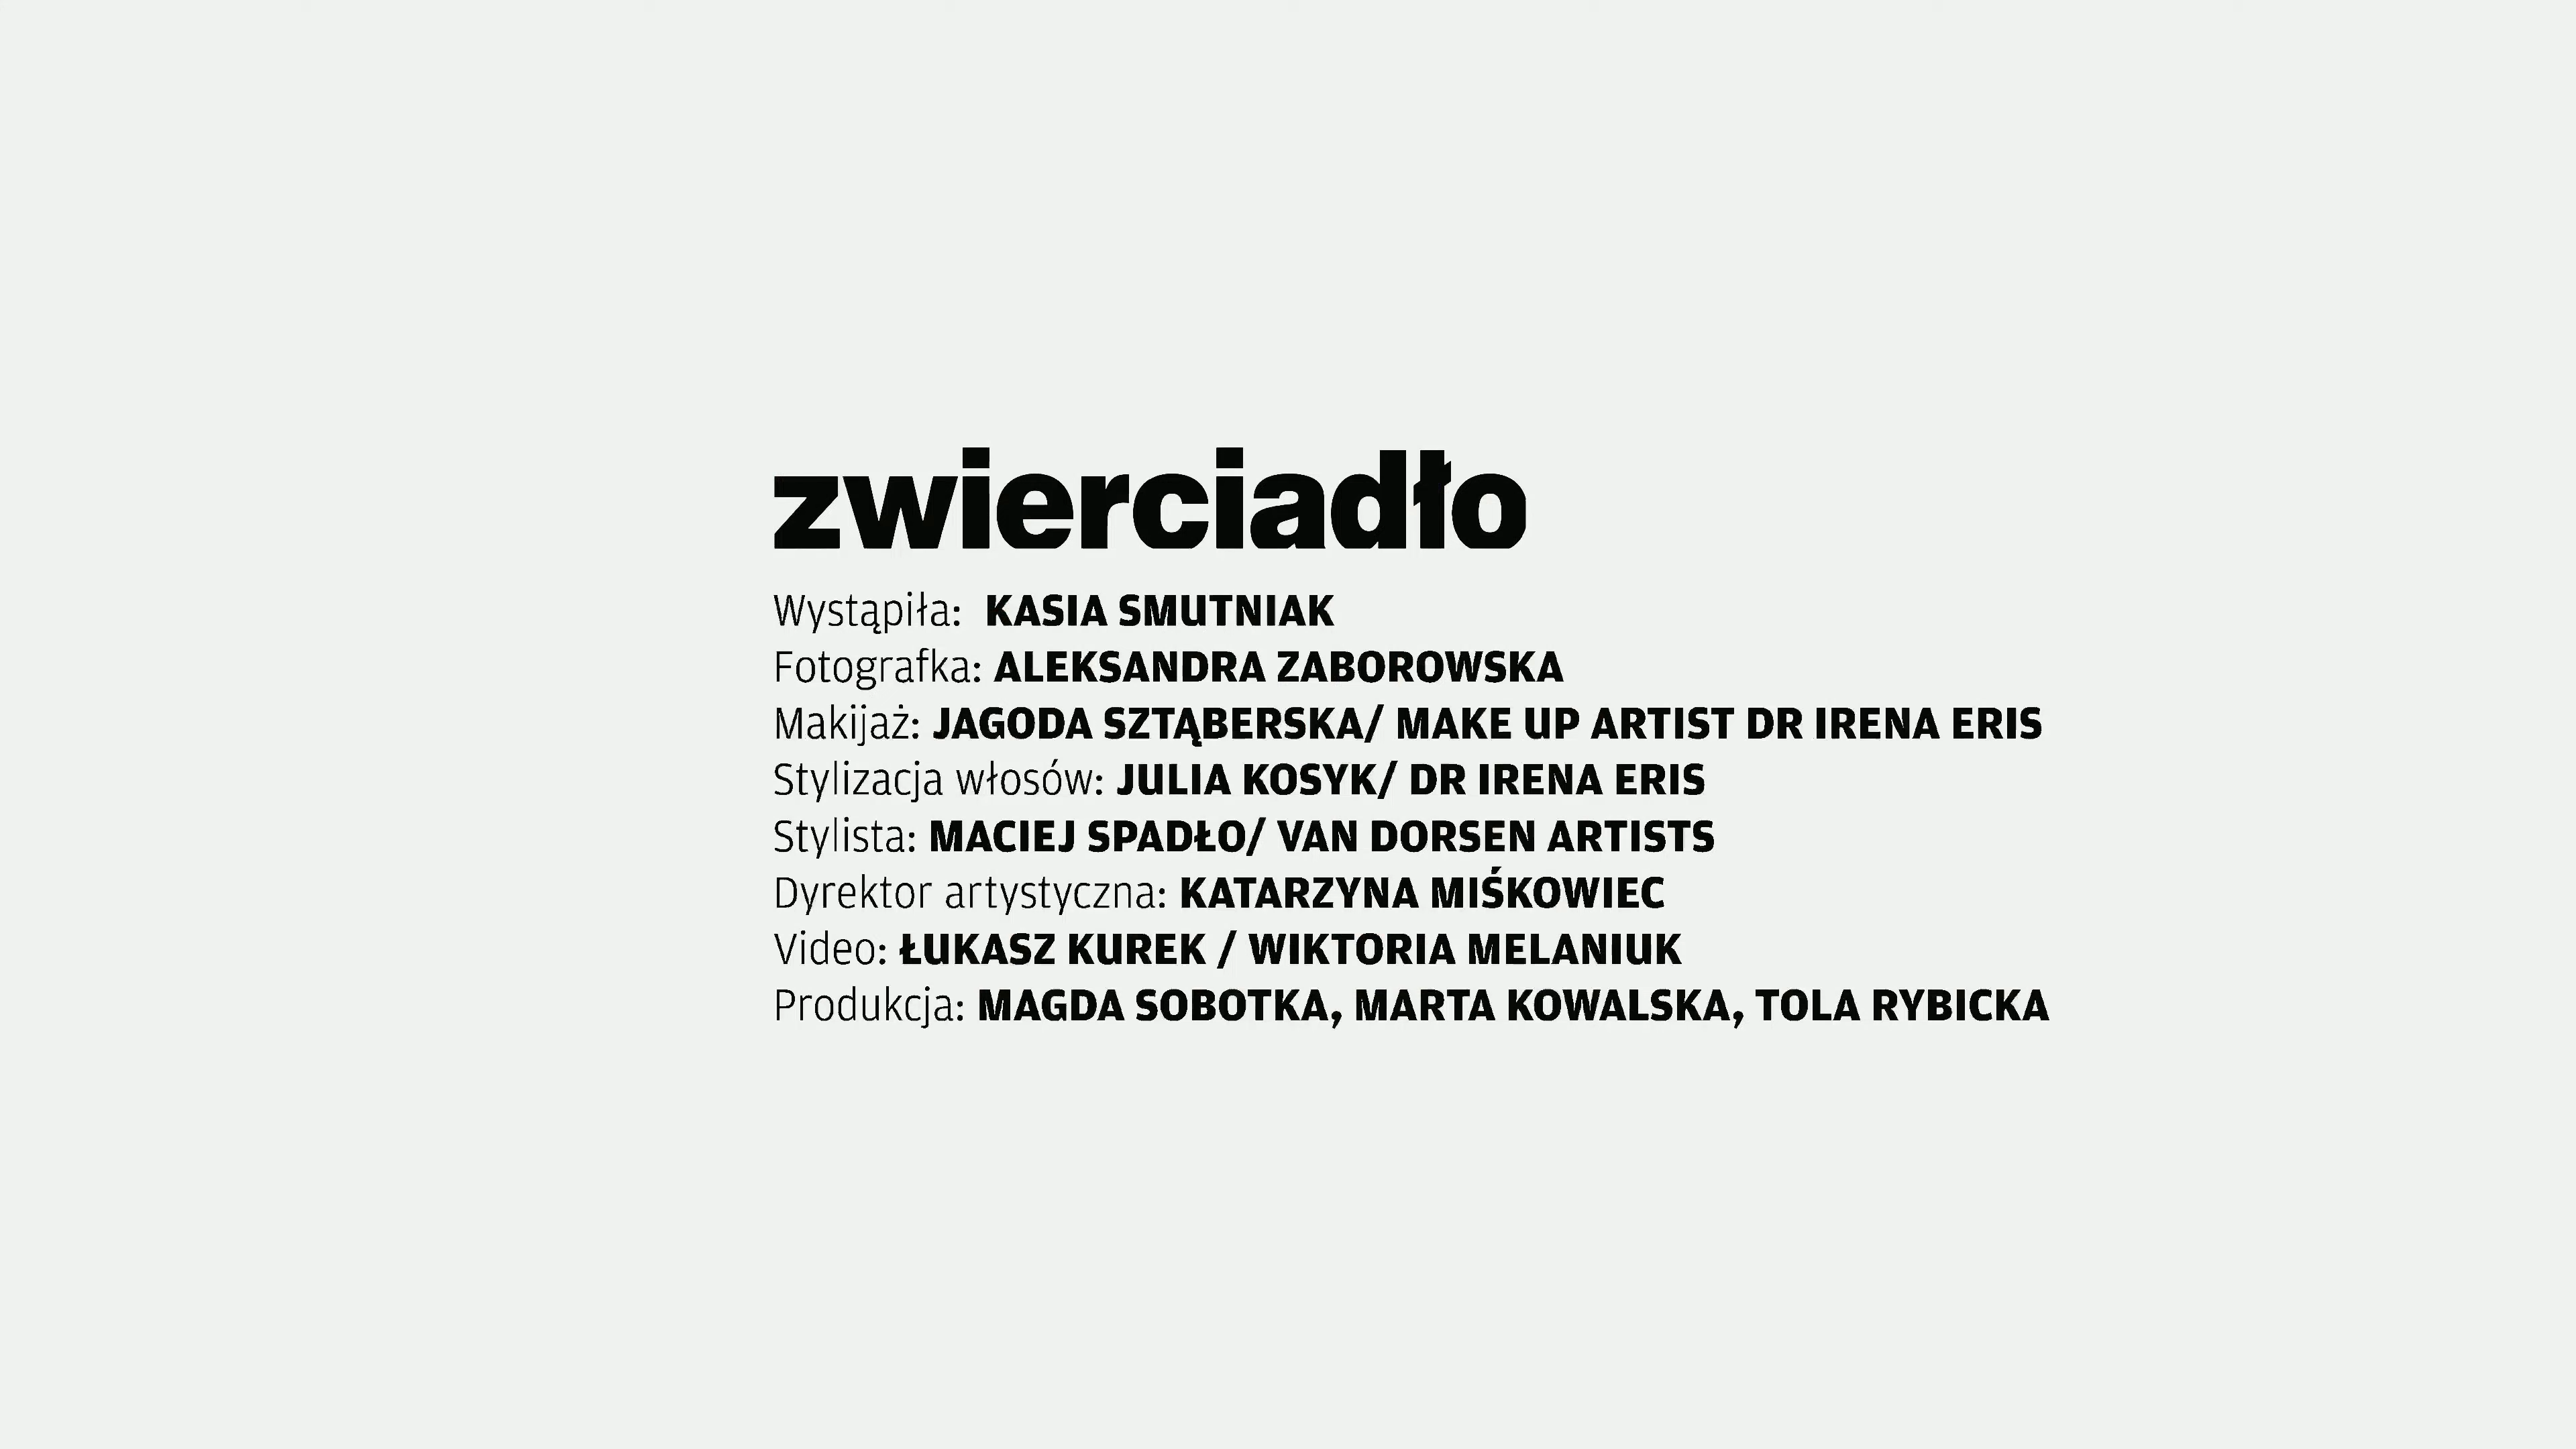 zwierciadło
Wystąpiła: KASIA SMUTNIAK
Fotografka: ALEKSANDRA ZABOROWSKA
Makijaż: JAGODA SZTĄBERSKA/ MAKE UP ARTIST DR IRENA ERIS
Stylizacja włosów: JULIA KOSYK/ DR IRENA ERIS
Stylista: MACIEJ SPADŁO/ VAN DORSEN ARTISTS
Dyrektor artystyczna: KATARZYNA MIŚKOWIEC
Video: ŁUKASZ KUREK / WIKTORIA MELANIUK
Produkcja: MAGDA SOBOTKA, MARTA KOWALSKA, TOLA RYBICKA